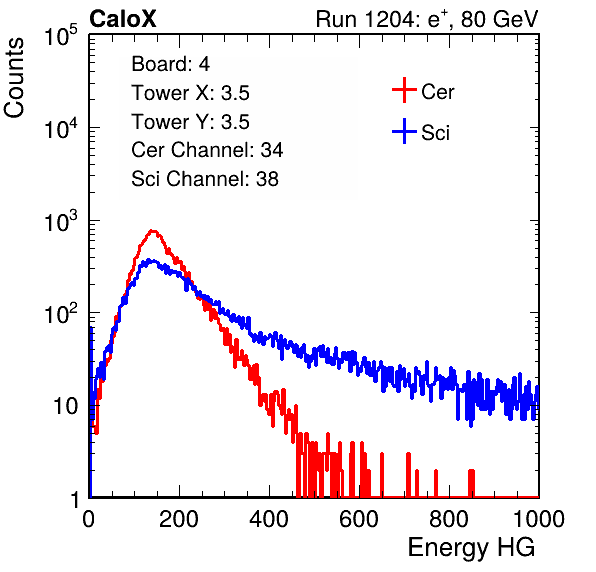 CaloX Run 1204: e⁺, 80 GeV
Counts
10⁵
10⁴
10³
10²
10
1
Board: 4
Tower X: 3.5
Tower Y: 3.5
Cer Channel: 34
Sci Channel: 38
Cer
Sci
0 200 400 600 800 1000
Energy HG